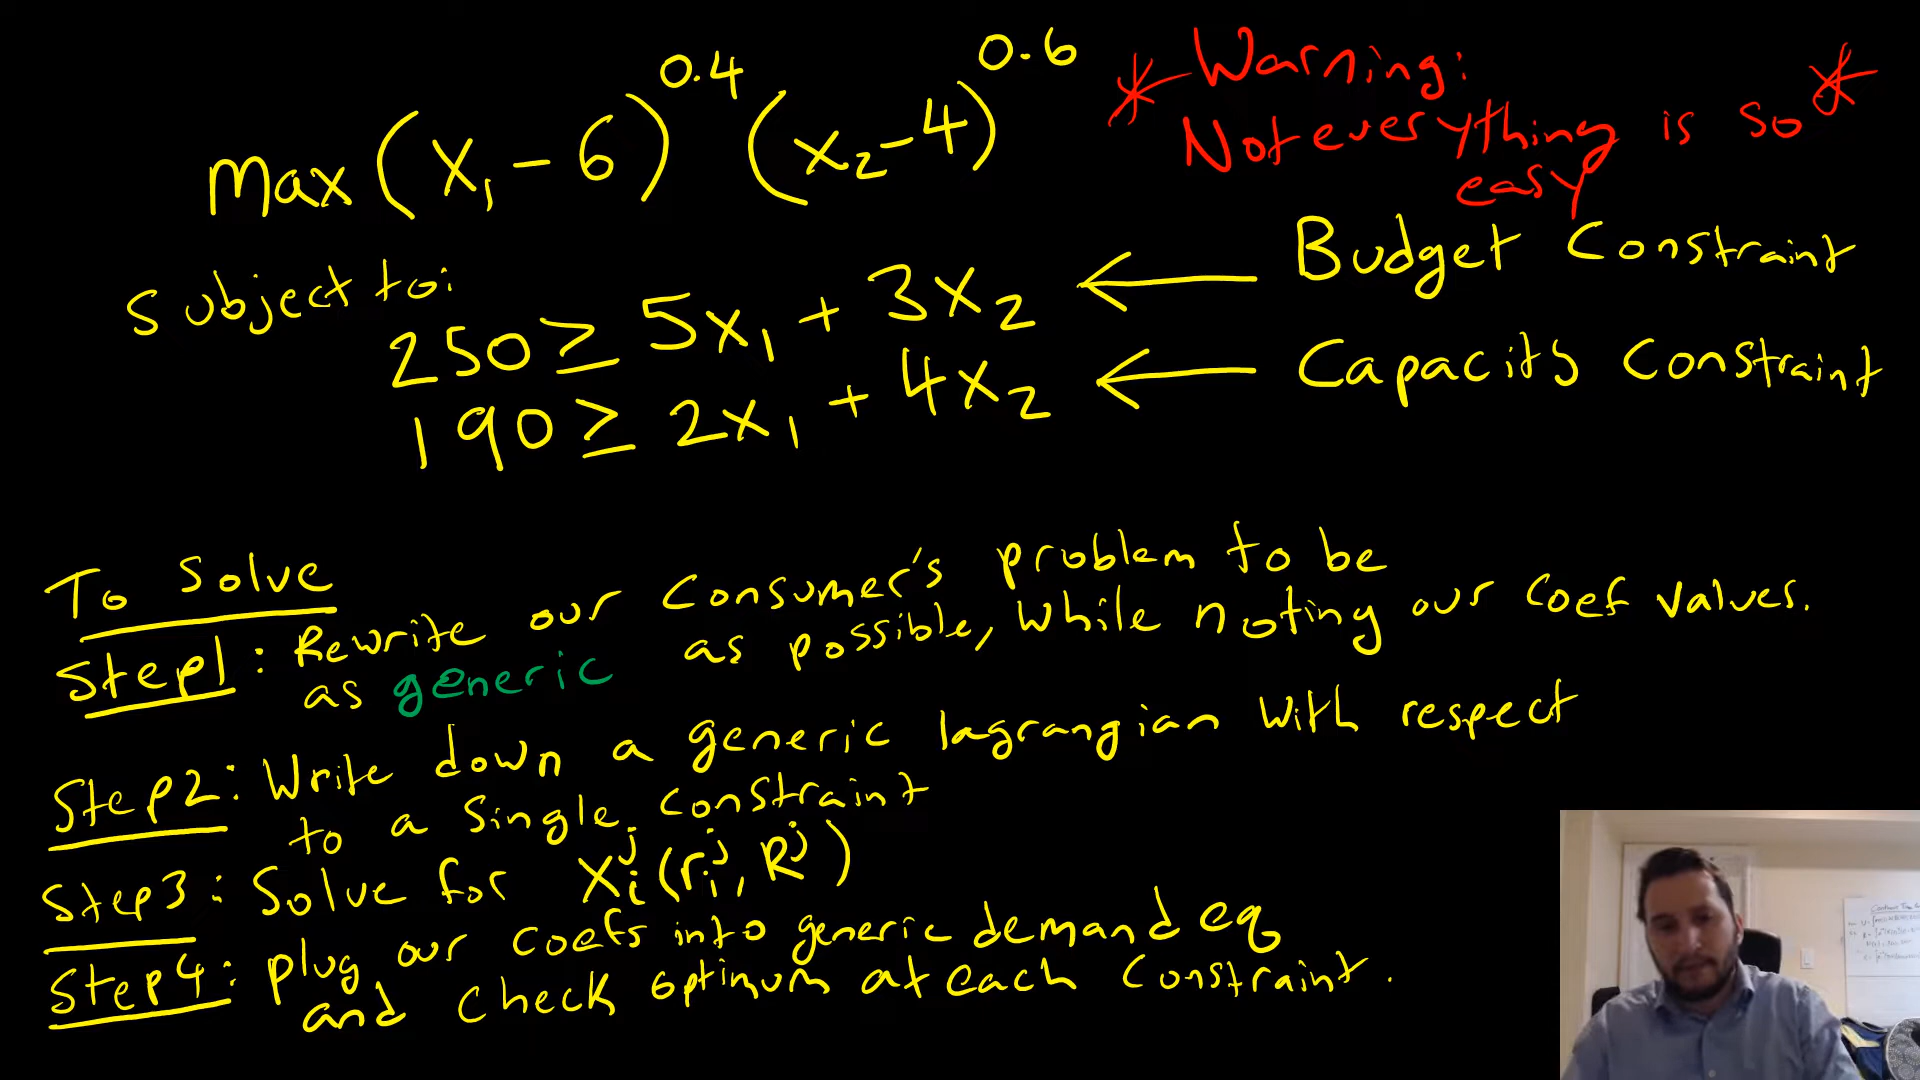 max (x₁ - 6)^0.4 (x₂ - 4)^0.6
* Warning: *
Not everything is so
easy
Subject to:
250 ≥ 5x₁ + 3x₂ ← Budget Constraint
190 ≥ 2x₁ + 4x₂ ← Capacity Constraint
To Solve
Step1: Rewrite our Consumer's problem to be
as generic as possible, while noting our coef values.
Step2: Write down a generic lagrangian with respect
to a single constraint
Step3: Solve for Xᵢʲ(rᵢʲ, Rʲ)
Step4: plug our coefs into generic demand eq
and check optimum at each constraint.